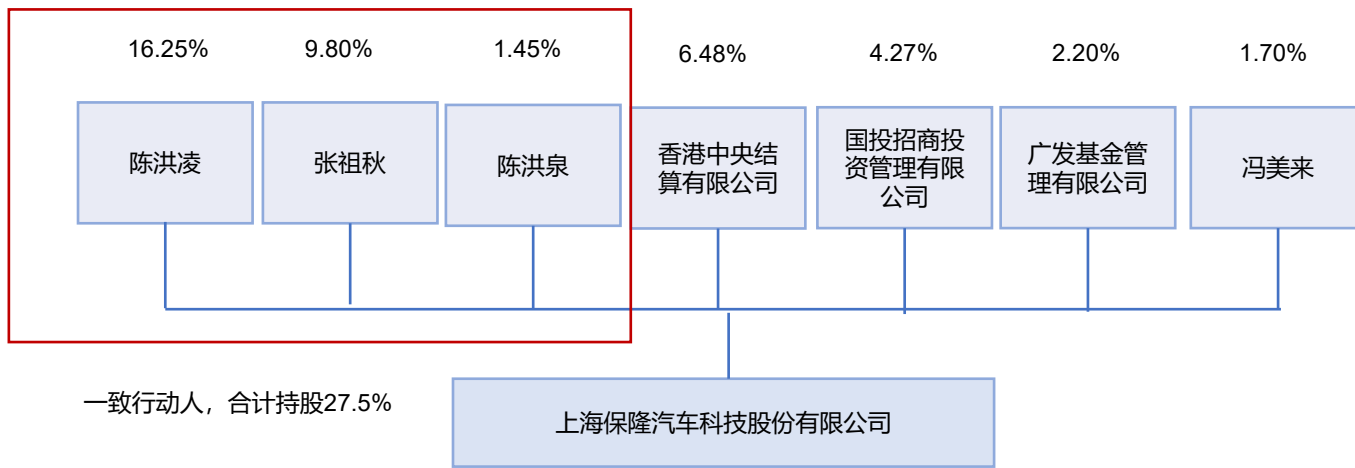 16.25%
9.80%
1.45%
6.48%
4.27%
2.20%
1.70%
陈洪凌
张祖秋
陈洪泉
香港中央结
算有限公司
国投招商投
资管理有限
公司
广发基金管
理有限公司
冯美来
一致行动人，合计持股27.5%
上海保隆汽车科技股份有限公司